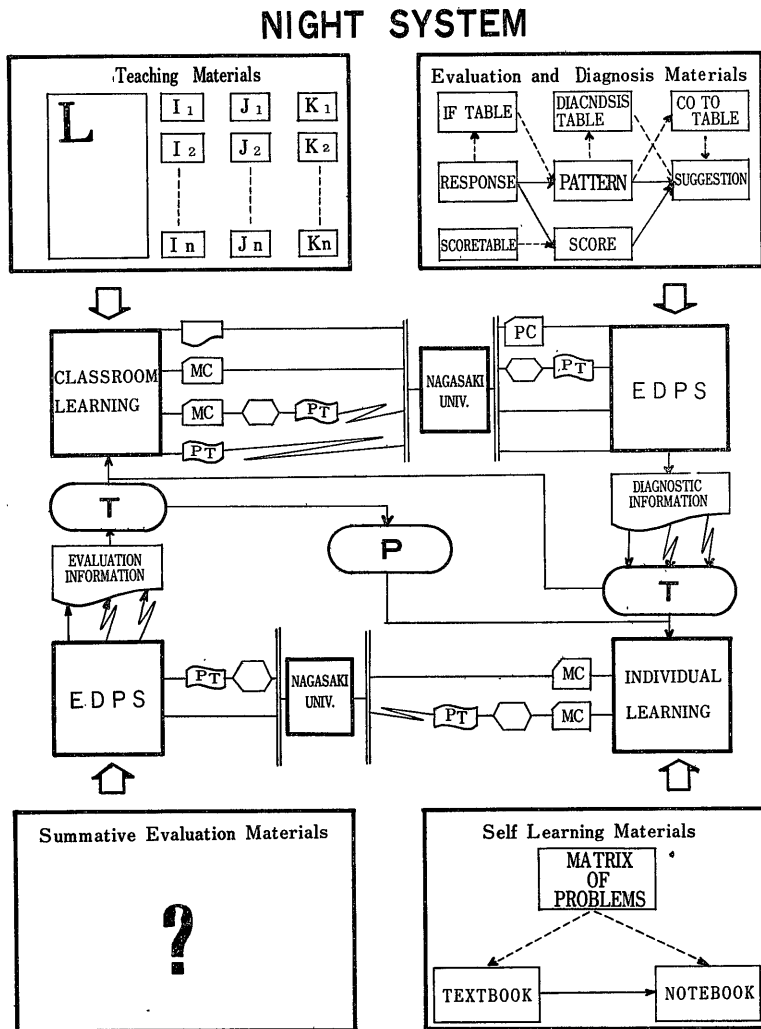 NIGHT SYSTEM
Teaching Materials
L
I1 J1 K1
I2 J2 K2
In Jn Kn
Evaluation and Diagnosis Materials
IF TABLE
DIACNDSIS
TABLE
CO TO
TABLE
RESPONSE
PATTERN
SUGGESTION
SCORETABLE
SCORE
CLASSROOM
LEARNING
MC
MC
PT
PT
NAGASAKI
UNIV.
PC
PT
EDPS
T
P
DIAGNOSTIC
INFORMATION
T
EVALUATION
INFORMATION
EDPS
PT
NAGASAKI
UNIV.
MC
PT
MC
INDIVIDUAL
LEARNING
Summative Evaluation Materials
?
Self Learning Materials
MATRIX
OF
PROBLEMS
TEXTBOOK
NOTEBOOK